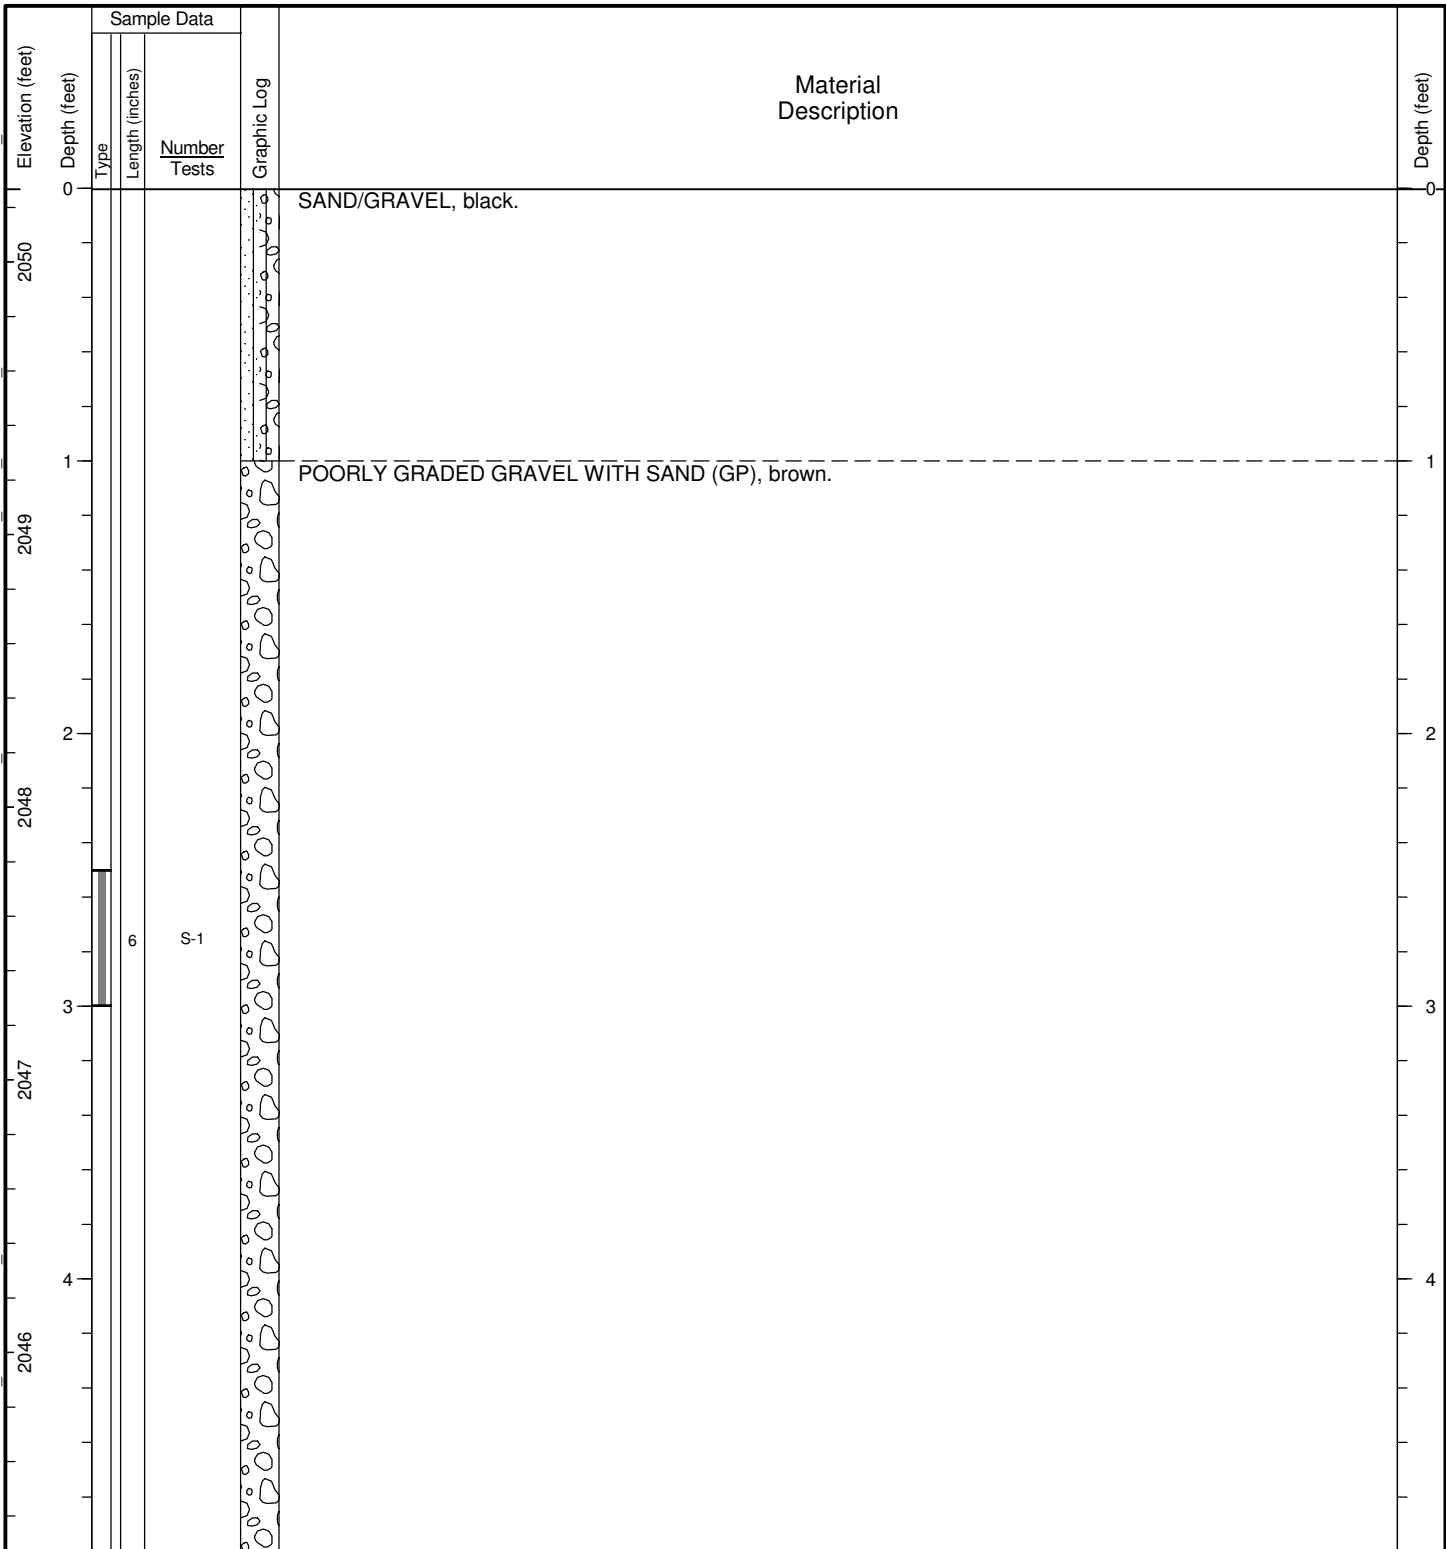 Sample Data
Elevation (feet)
Depth (feet)
Type
Length (inches)
Number
Tests
Graphic Log
Material
Description
Depth (feet)
0
0
SAND/GRAVEL, black.
2050
1
1
POORLY GRADED GRAVEL WITH SAND (GP), brown.
2049
2
2
2048
6
S-1
3
3
2047
4
4
2046